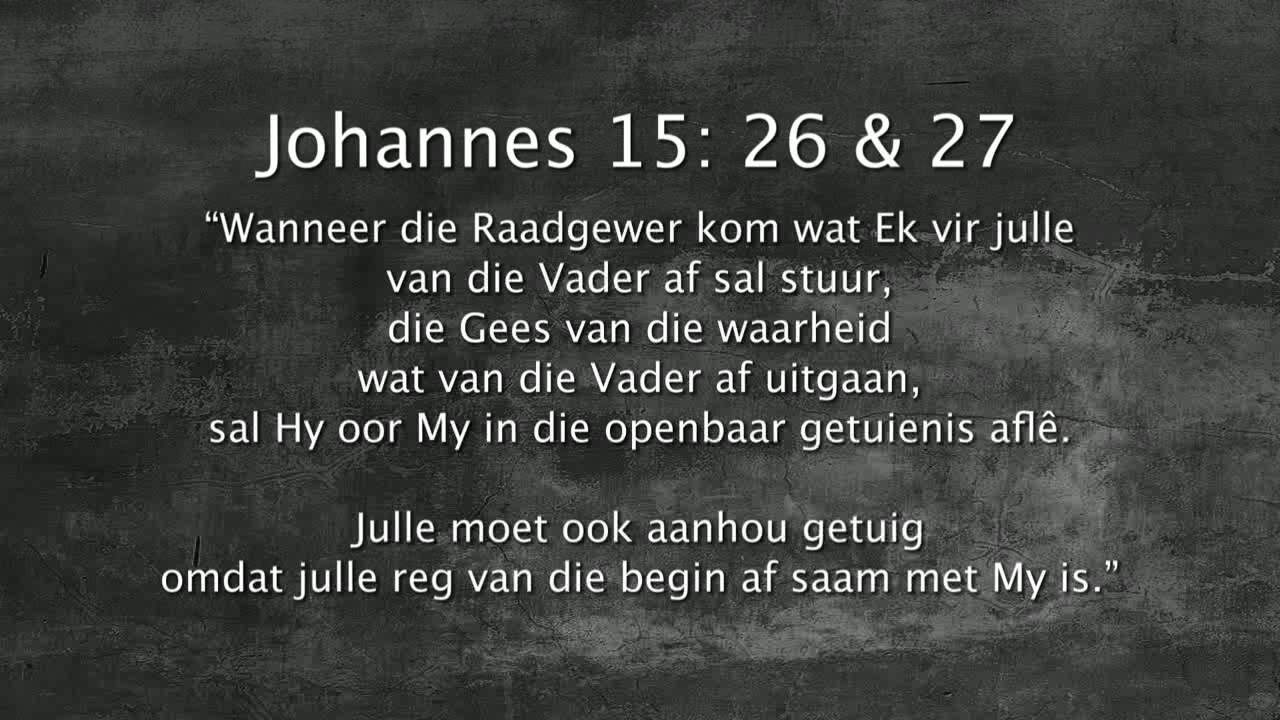 Johannes 15: 26 & 27
“Wanneer die Raadgewer kom wat Ek vir julle
van die Vader af sal stuur,
die Gees van die waarheid
wat van die Vader af uitgaan,
sal Hy oor My in die openbaar getuienis aflê.
Julle moet ook aanhou getuig
omdat julle reg van die begin af saam met My is.”